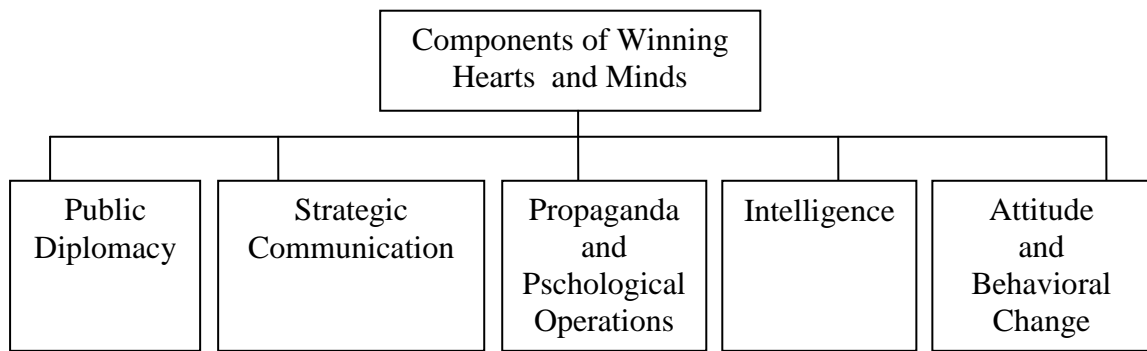 Components of Winning
Hearts and Minds
Public
Diplomacy
Strategic
Communication
Propaganda
and
Pschological
Operations
Intelligence
Attitude
and
Behavioral
Change